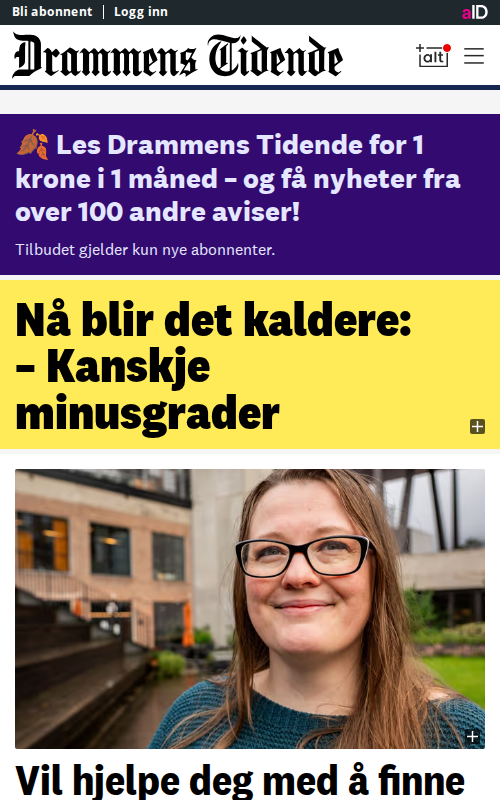 Bli abonnent | Logg inn
aID
Drammens Tidende
+alt
🍂 Les Drammens Tidende for 1
krone i 1 måned – og få nyheter fra
over 100 andre aviser!
Tilbudet gjelder kun nye abonnenter.
Nå blir det kaldere:
– Kanskje
minusgrader
Vil hjelpe deg med å finne